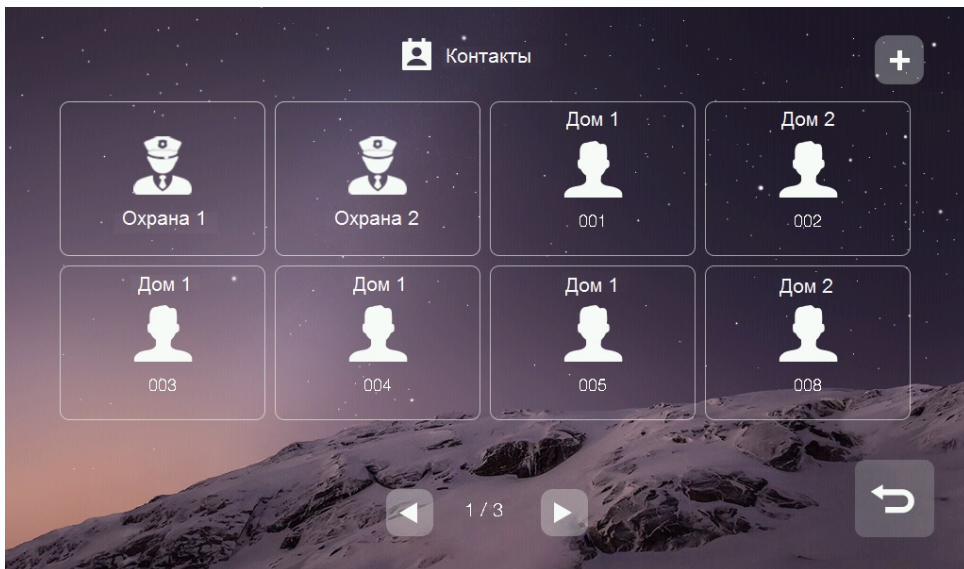 Контакты
Охрана 1
Охрана 2
Дом 1
001
Дом 2
002
Дом 1
003
Дом 1
004
Дом 1
005
Дом 2
008
1 / 3